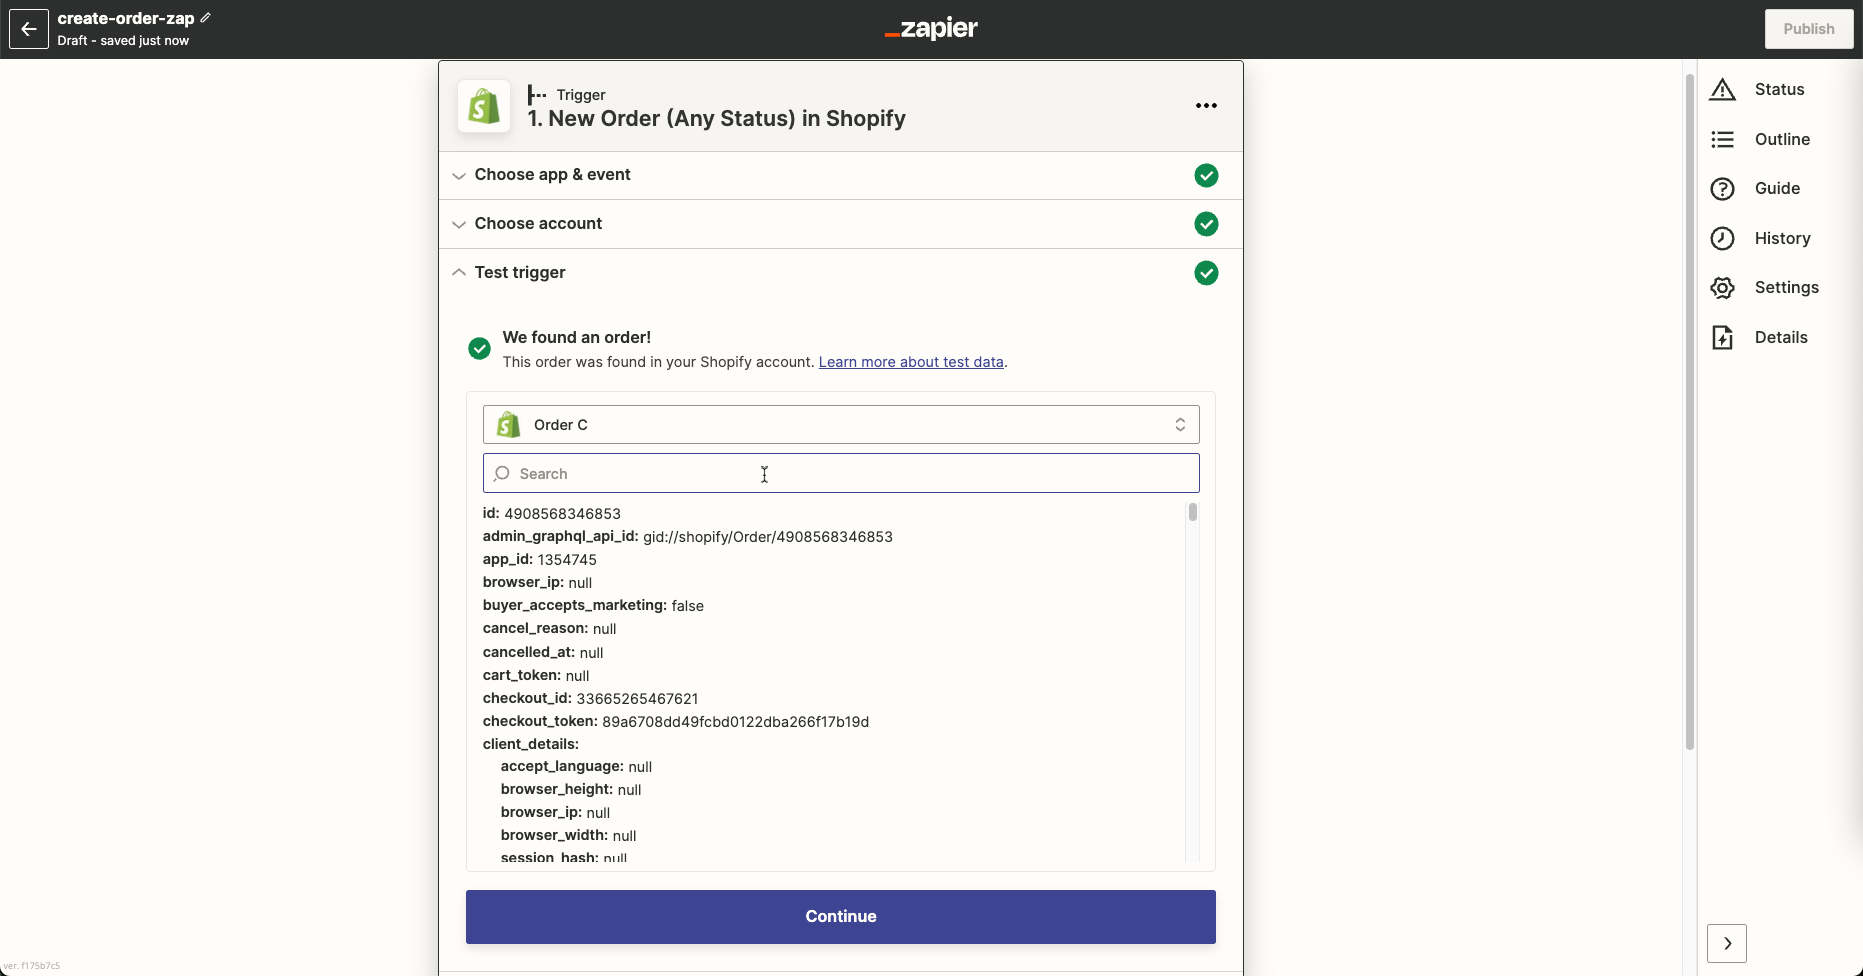 create-order-zap
Draft - saved just now
_zapier
Publish
Trigger
1. New Order (Any Status) in Shopify
Choose app & event
Choose account
Test trigger
We found an order!
This order was found in your Shopify account. Learn more about test data.
Order C
Search
id: 4908568346853
admin_graphql_api_id: gid://shopify/Order/4908568346853
app_id: 1354745
browser_ip: null
buyer_accepts_marketing: false
cancel_reason: null
cancelled_at: null
cart_token: null
checkout_id: 33665265467621
checkout_token: 89a6708dd49fcbd0122dba266f17b19d
client_details:
accept_language: null
browser_height: null
browser_ip: null
browser_width: null
session_hash: null
Continue
Status
Outline
Guide
History
Settings
Details
ver. f175b7c5